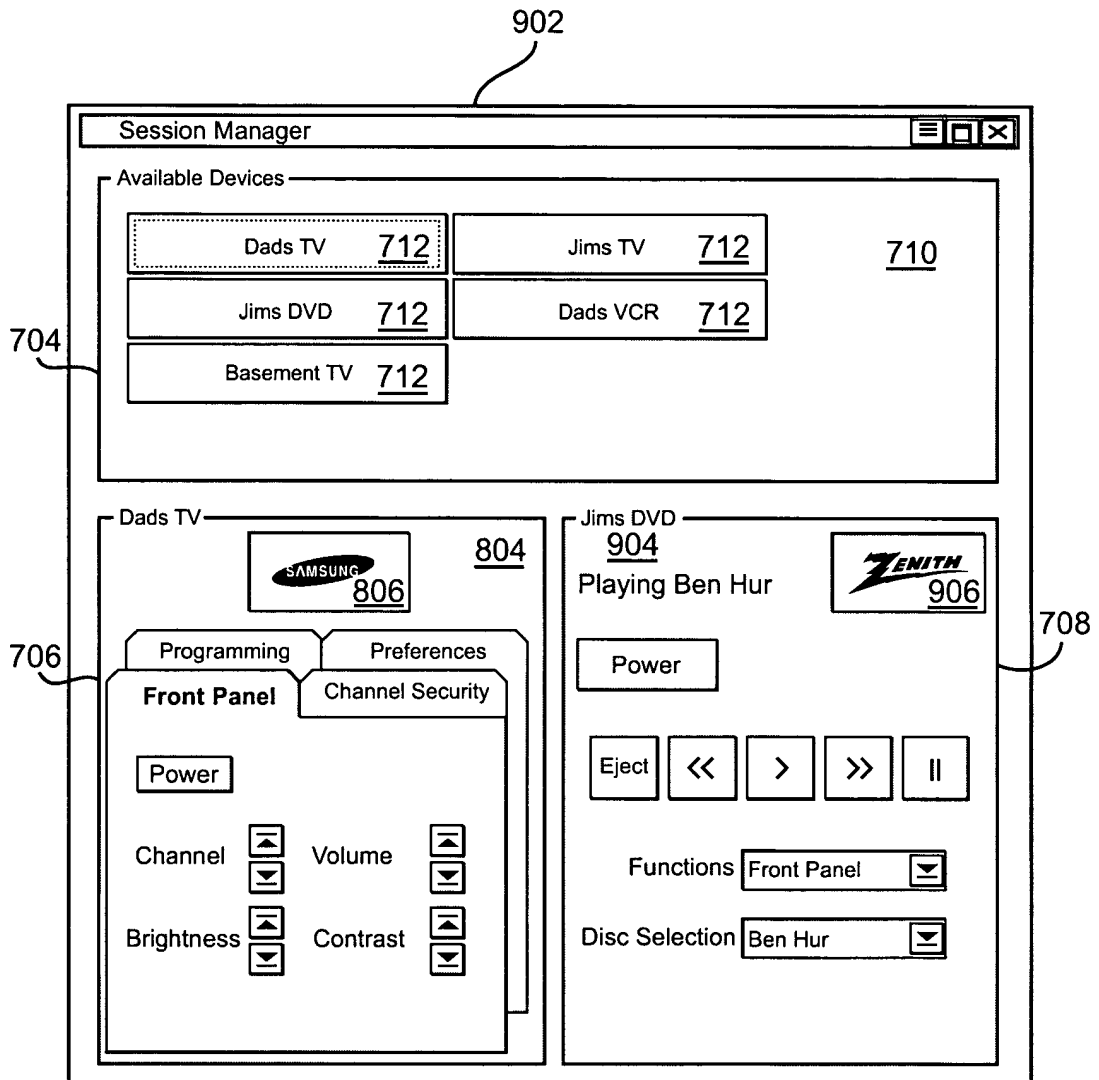 902
Session Manager
Available Devices
Dads TV 712 Jims TV 712 710
Jims DVD 712 Dads VCR 712
704
Basement TV 712
Dads TV
SAMSUNG
806
804
706
Programming Preferences
Front Panel Channel Security
Power
Channel Volume
Brightness Contrast
Jims DVD
904
Playing Ben Hur
ZENITH
906
708
Power
Eject << > >> ||
Functions Front Panel
Disc Selection Ben Hur